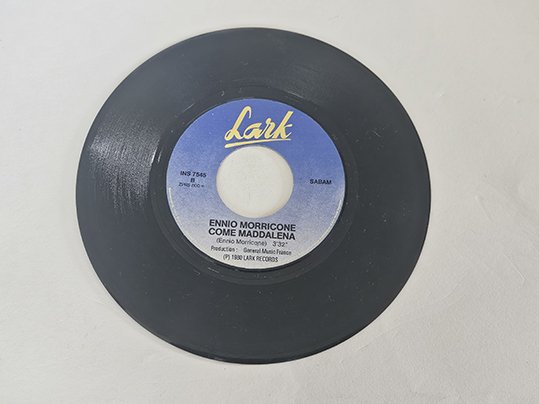 Lark
INS 7545
B
SABAM
ENNIO MORRICONE
COME MADDALENA
(Ennio Morricone) 3'32"
Production: General Music France
(P) 1980 LARK RECORDS